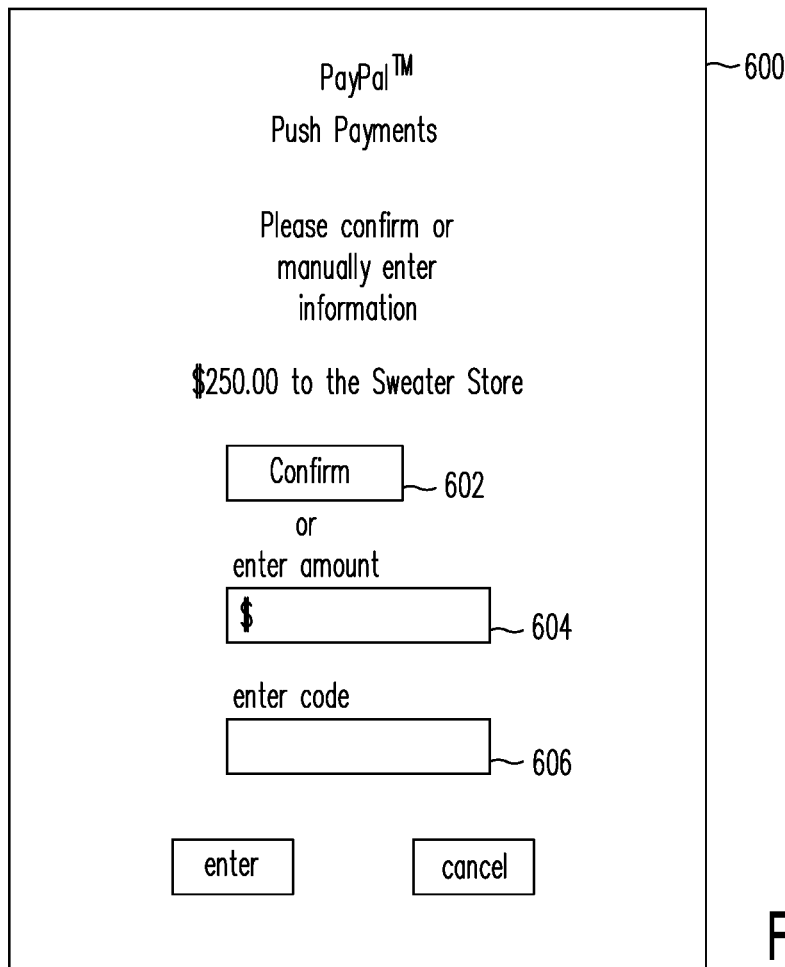 PayPal™
600
Push Payments
Please confirm or
manually enter
information
$250.00 to the Sweater Store
Confirm
602
or
enter amount
$
604
enter code
606
enter
cancel
F